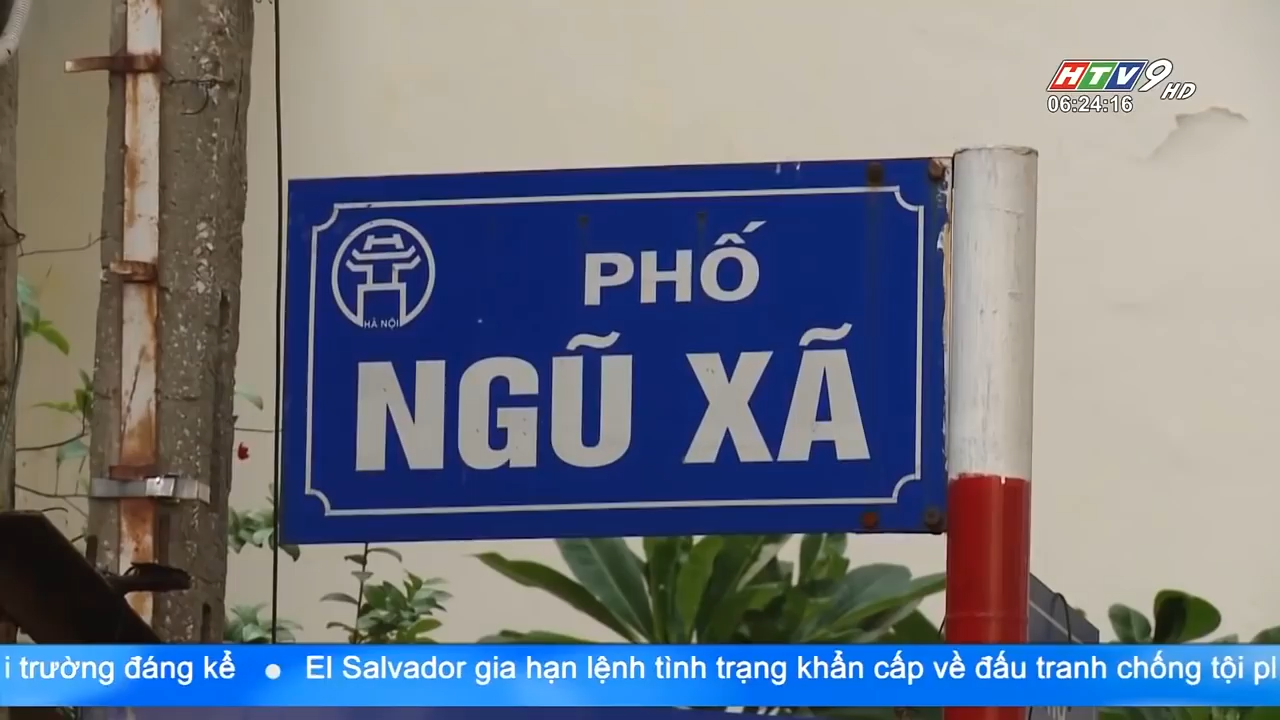 HTV9 HD
06:24:16
HÀ NỘI
PHỐ
NGŨ XÃ
i trường đáng kể • El Salvador gia hạn lệnh tình trạng khẩn cấp về đấu tranh chống tội